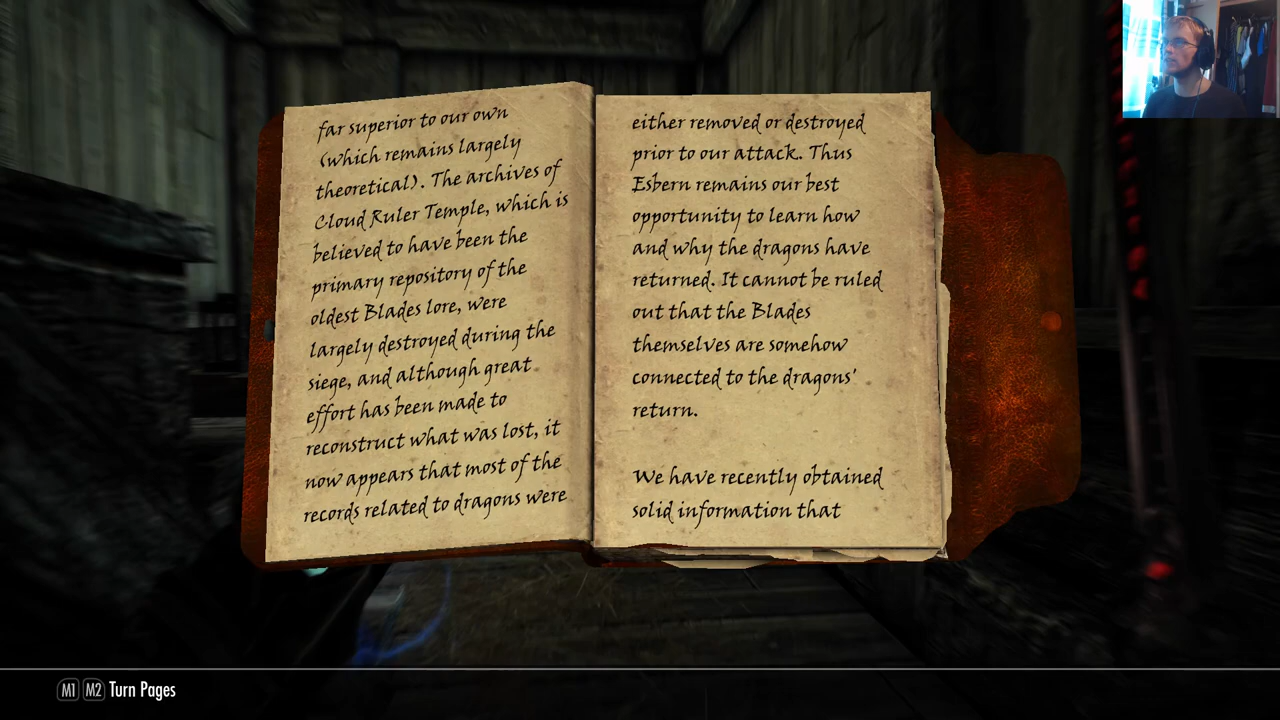 far superior to our own
(which remains largely
theoretical). The archives of
Cloud Ruler Temple, which is
believed to have been the
primary repository of the
oldest Blades lore, were
largely destroyed during the
siege, and although great
effort has been made to
reconstruct what was lost, it
now appears that most of the
records related to dragons were
either removed or destroyed
prior to our attack. Thus
Esbern remains our best
opportunity to learn how
and why the dragons have
returned. It cannot be ruled
out that the Blades
themselves are somehow
connected to the dragons'
return.
We have recently obtained
solid information that
M1 M2 Turn Pages